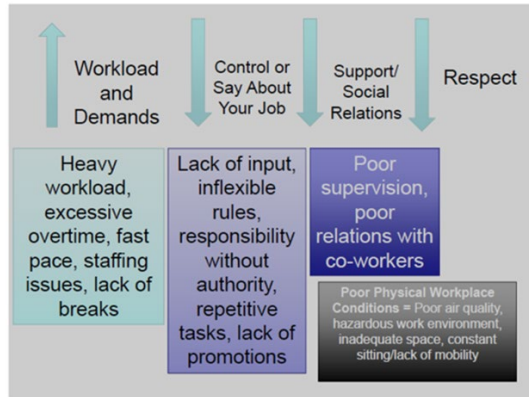 Workload
and
Demands
Control or
Say About
Your Job
Support/
Social
Relations
Respect
Heavy
workload,
excessive
overtime, fast
pace, staffing
issues, lack of
breaks
Lack of input,
inflexible
rules,
responsibility
without
authority,
repetitive
tasks, lack of
promotions
Poor
supervision,
poor
relations with
co-workers
Poor Physical Workplace
Conditions = Poor air quality,
hazardous work environment,
inadequate space, constant
sitting/lack of mobility